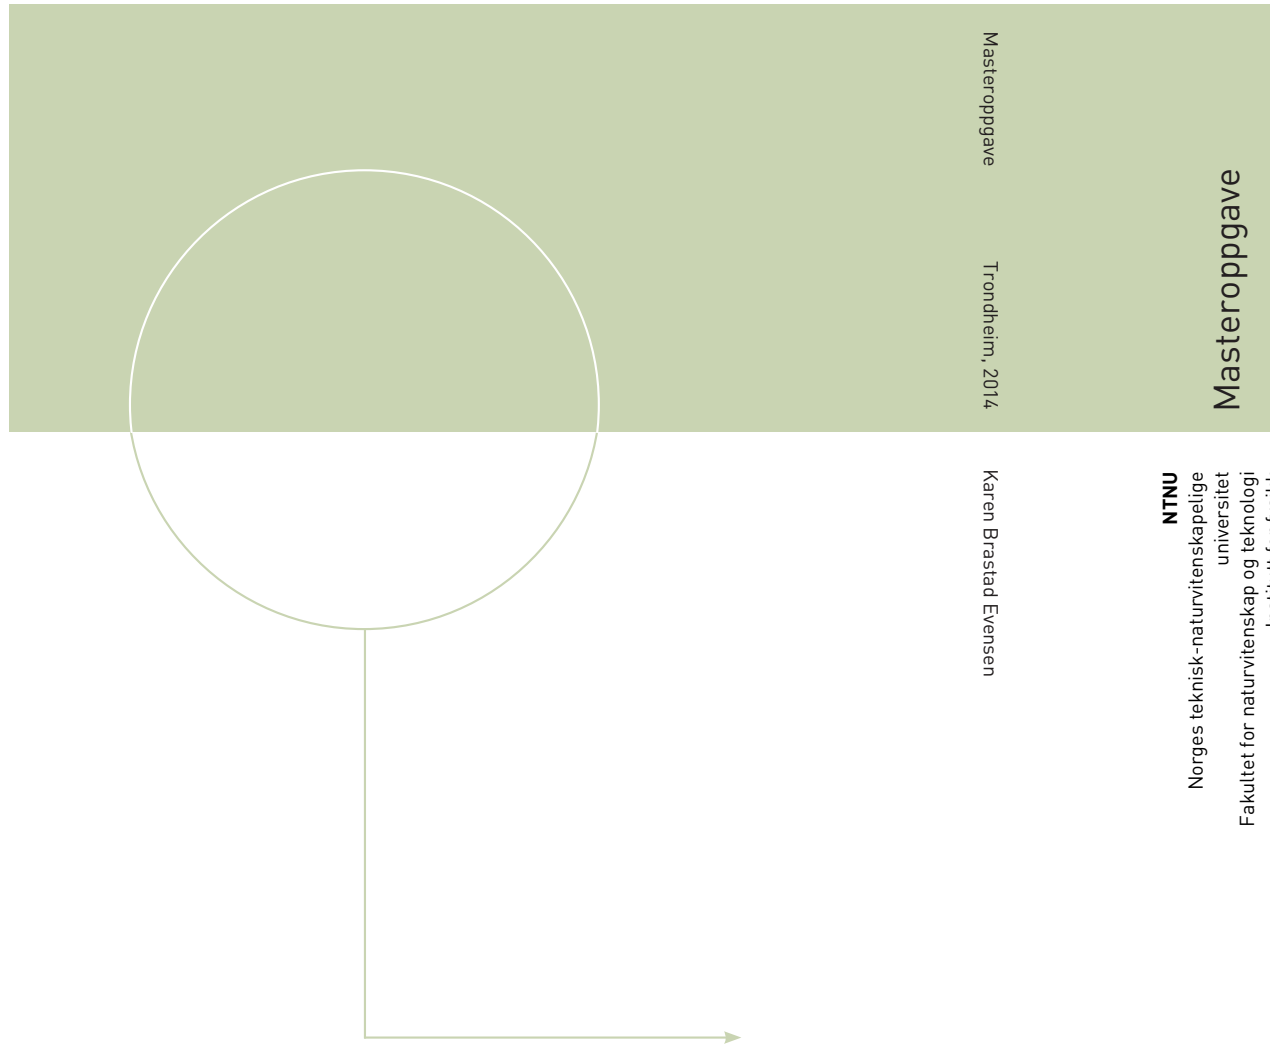 Masteroppgave
Trondheim, 2014
Karen Brastad Evensen
Masteroppgave
NTNU
Norges teknisk-naturvitenskapelige
universitet
Fakultet for naturvitenskap og teknologi